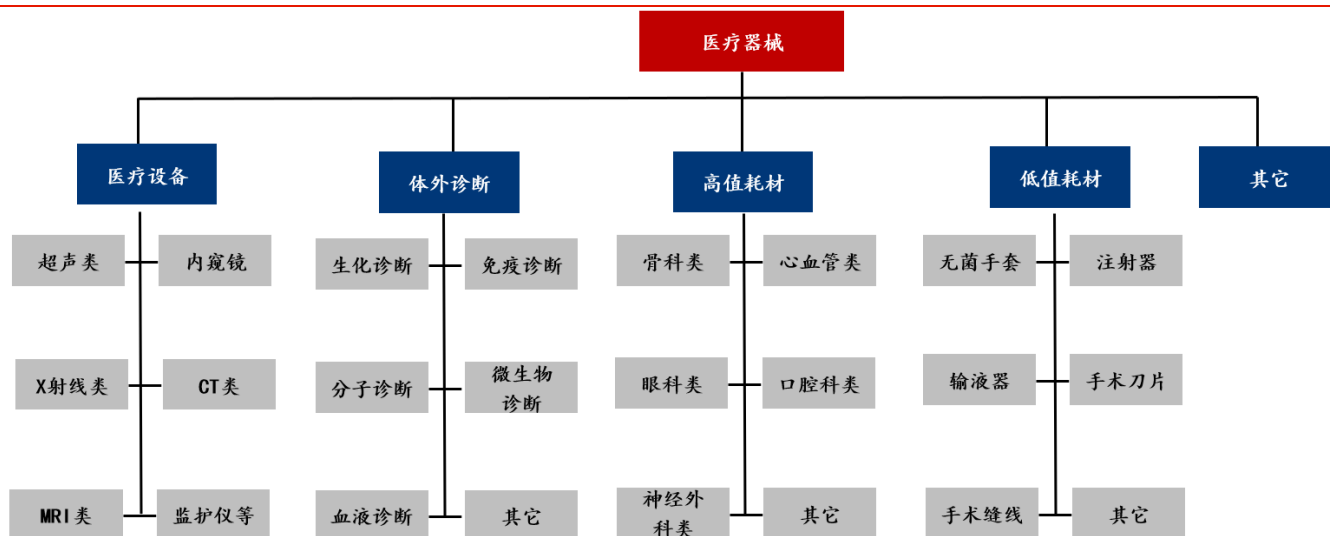 医疗器械
医疗设备
体外诊断
高值耗材
低值耗材
其它
超声类
内窥镜
生化诊断
免疫诊断
骨科类
心血管类
无菌手套
注射器
X射线类
CT类
分子诊断
微生物
诊断
眼科类
口腔科类
输液器
手术刀片
MRI类
监护仪等
血液诊断
其它
神经外
科类
其它
手术缝线
其它